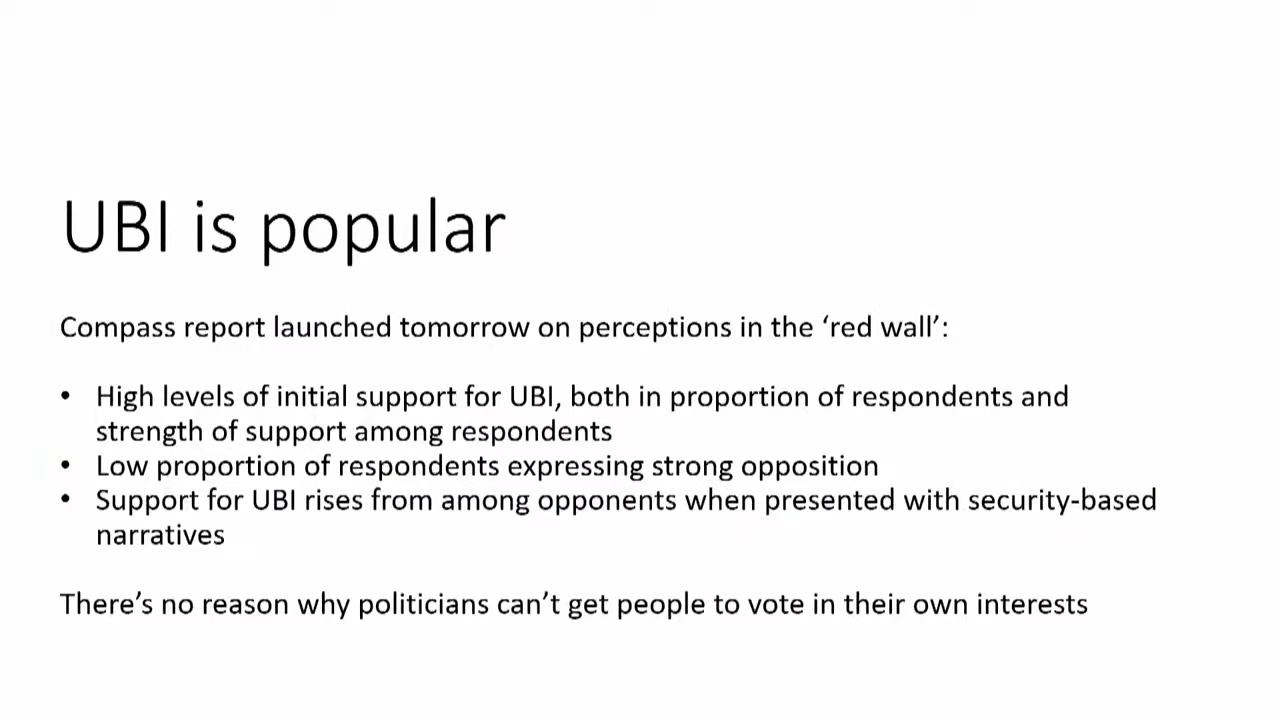 UBI is popular
Compass report launched tomorrow on perceptions in the ‘red wall’:
• High levels of initial support for UBI, both in proportion of respondents and
strength of support among respondents
• Low proportion of respondents expressing strong opposition
• Support for UBI rises from among opponents when presented with security-based
narratives
There’s no reason why politicians can’t get people to vote in their own interests